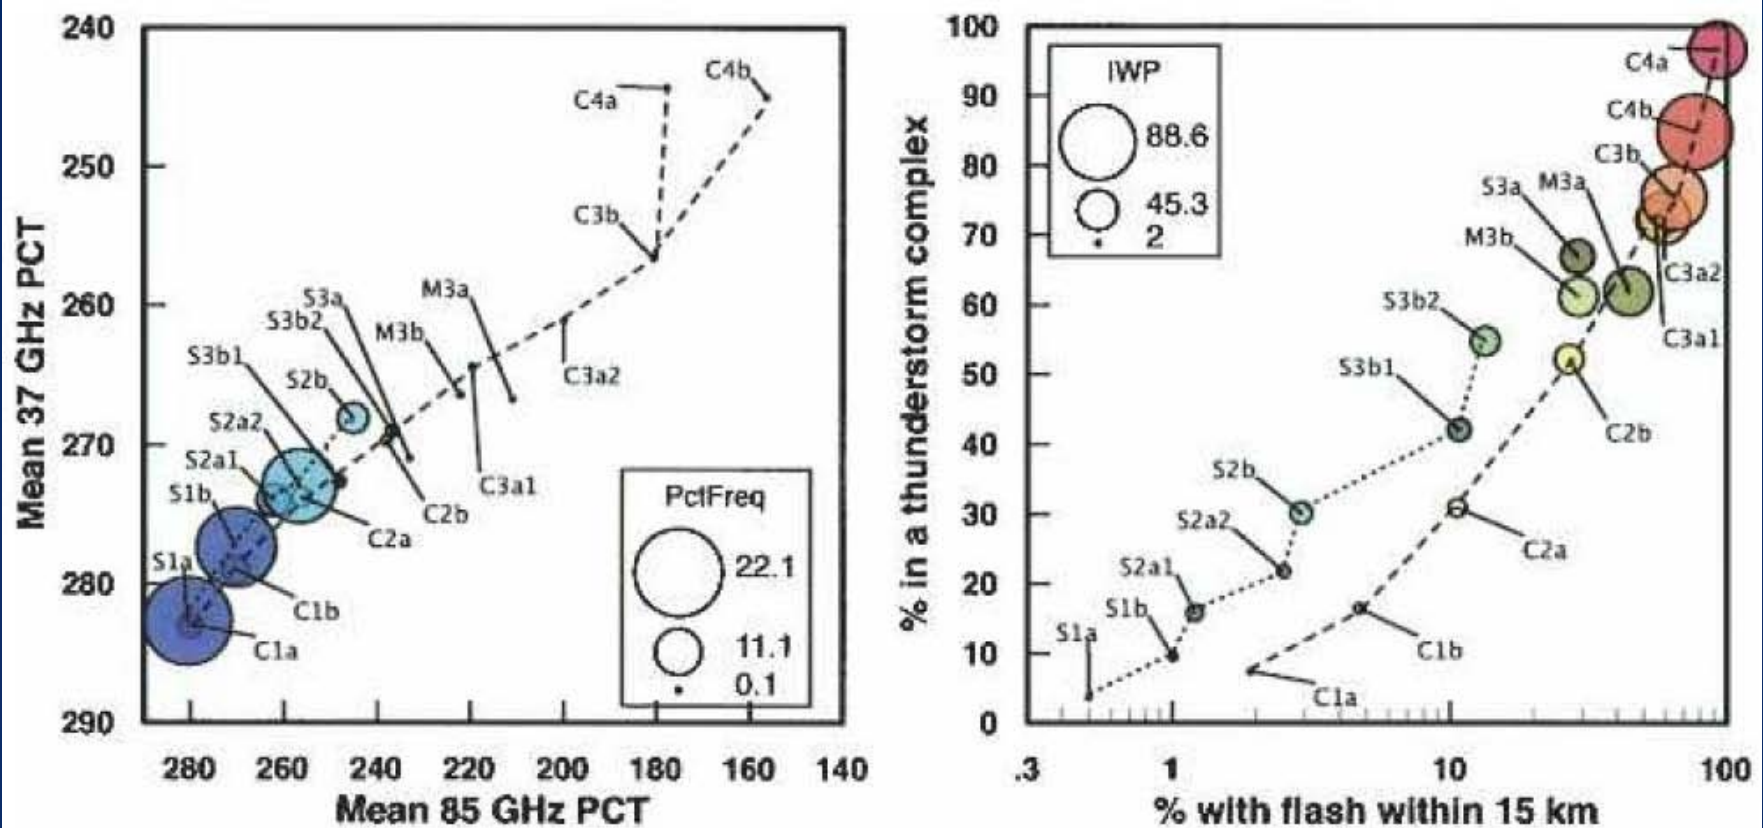 240
250
260
270
280
290
Mean 37 GHz PCT
280 260 240 220 200 180 160 140
Mean 85 GHz PCT
C4b
C4a
C3b
M3a
S3a
S3b2
M3b
S3b1
C3a2
S2b
S2a2
S2a1
C3a1
S1b
C2b
C2a
S1a
C1b
C1a
PctFreq
22.1
11.1
0.1
100
90
80
70
60
50
40
30
20
10
0
% in a thunderstorm complex
.3 1 10 100
% with flash within 15 km
IWP
88.6
45.3
2
C4a
C4b
C3b
M3a
S3a
M3b
C3a2
S3b2
C3a1
S3b1
C2b
S2b
S2a2
C2a
S2a1
S1b
S1a
C1b
C1a